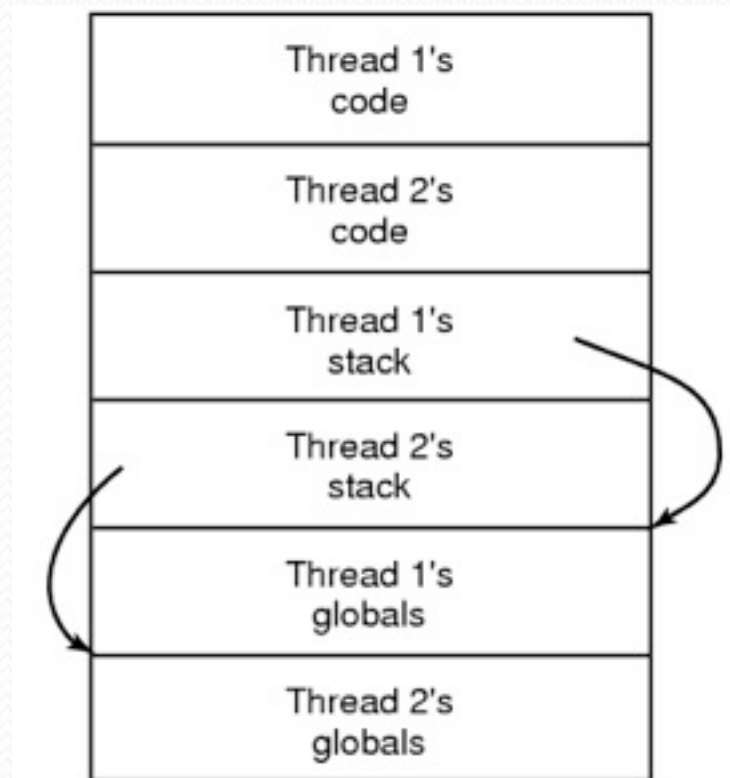 Thread 1's
code
Thread 2's
code
Thread 1's
stack
Thread 2's
stack
Thread 1's
globals
Thread 2's
globals